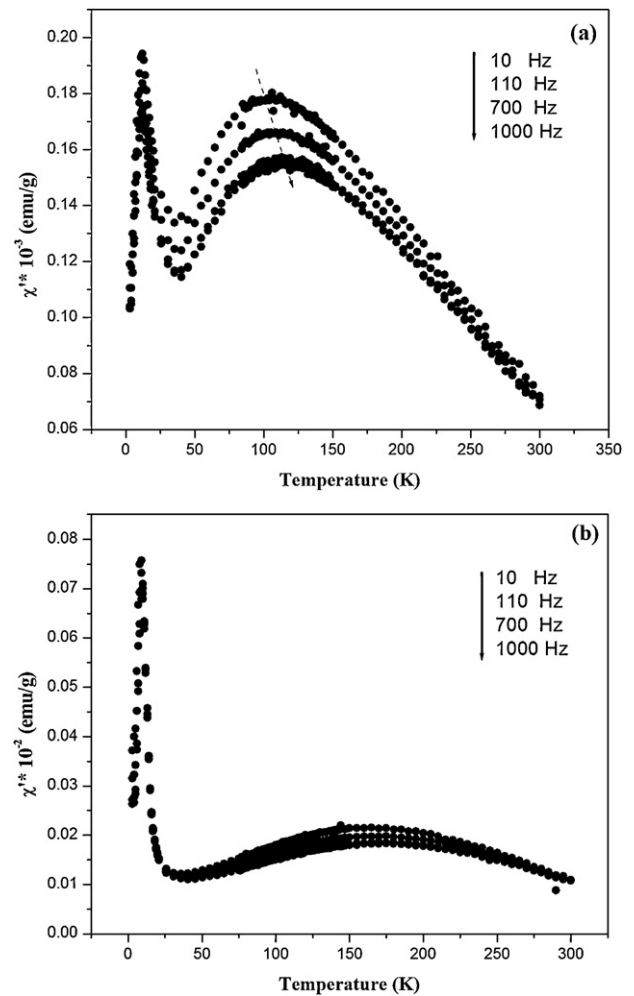 (a)
10 Hz
110 Hz
700 Hz
1000 Hz
0.20
0.18
0.16
0.14
0.12
0.10
0.08
0.06
χ'* 10⁻³ (emu/g)
0 50 100 150 200 250 300 350
Temperature (K)
(b)
10 Hz
110 Hz
700 Hz
1000 Hz
0.08
0.07
0.06
0.05
0.04
0.03
0.02
0.01
0.00
χ'* 10⁻² (emu/g)
0 50 100 150 200 250 300
Temperature (K)